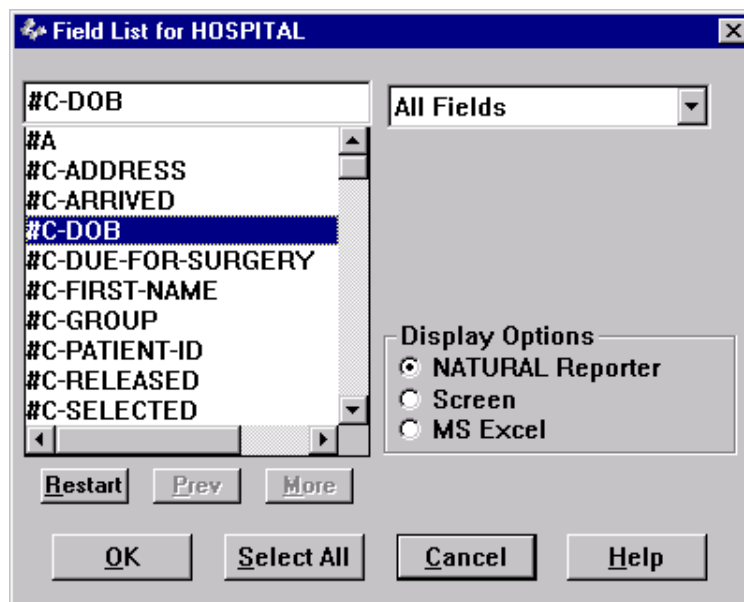 Field List for HOSPITAL
#C-DOB
All Fields
#A
#C-ADDRESS
#C-ARRIVED
#C-DOB
#C-DUE-FOR-SURGERY
#C-FIRST-NAME
#C-GROUP
#C-PATIENT-ID
#C-RELEASED
#C-SELECTED
Display Options
NATURAL Reporter
Screen
MS Excel
Restart Prev More
OK Select All Cancel Help